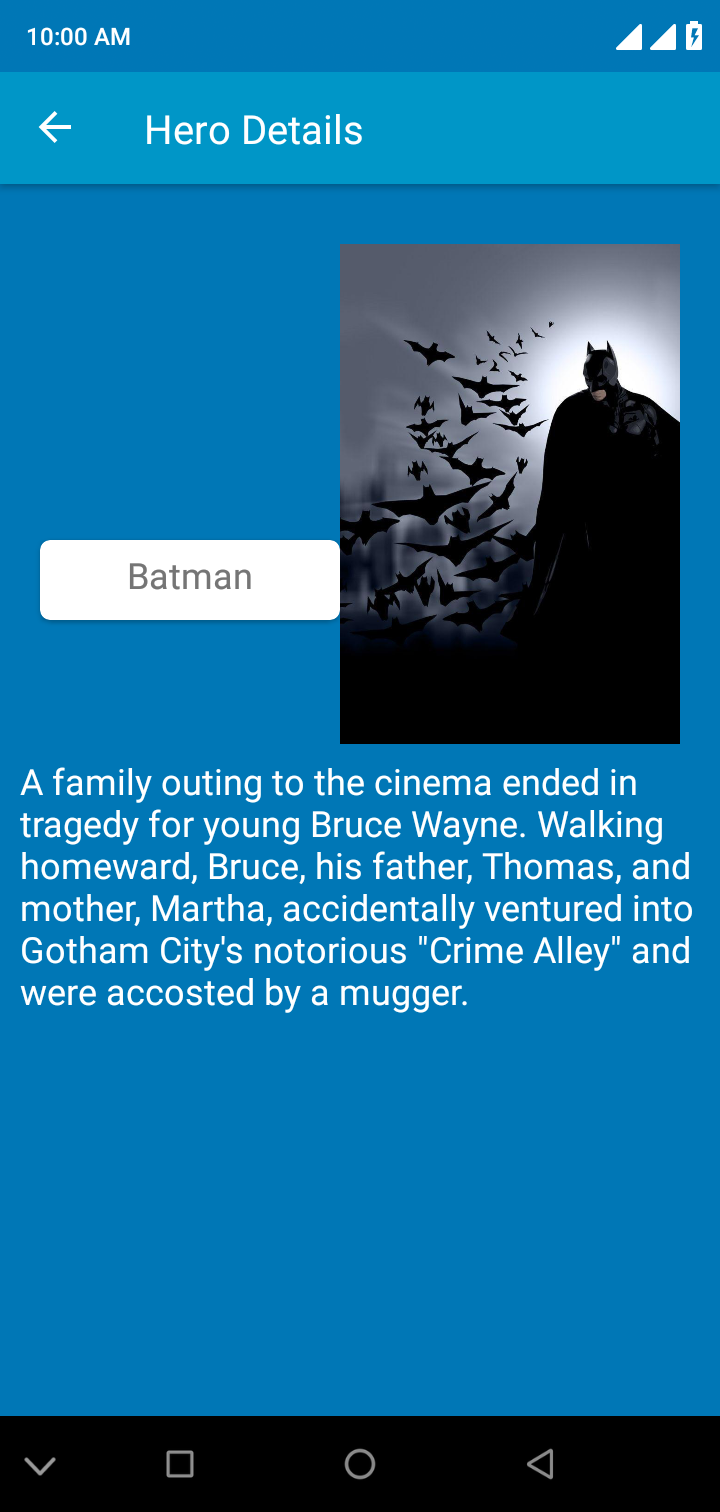 10:00 AM
Hero Details
Batman
A family outing to the cinema ended in
tragedy for young Bruce Wayne. Walking
homeward, Bruce, his father, Thomas, and
mother, Martha, accidentally ventured into
Gotham City's notorious "Crime Alley" and
were accosted by a mugger.